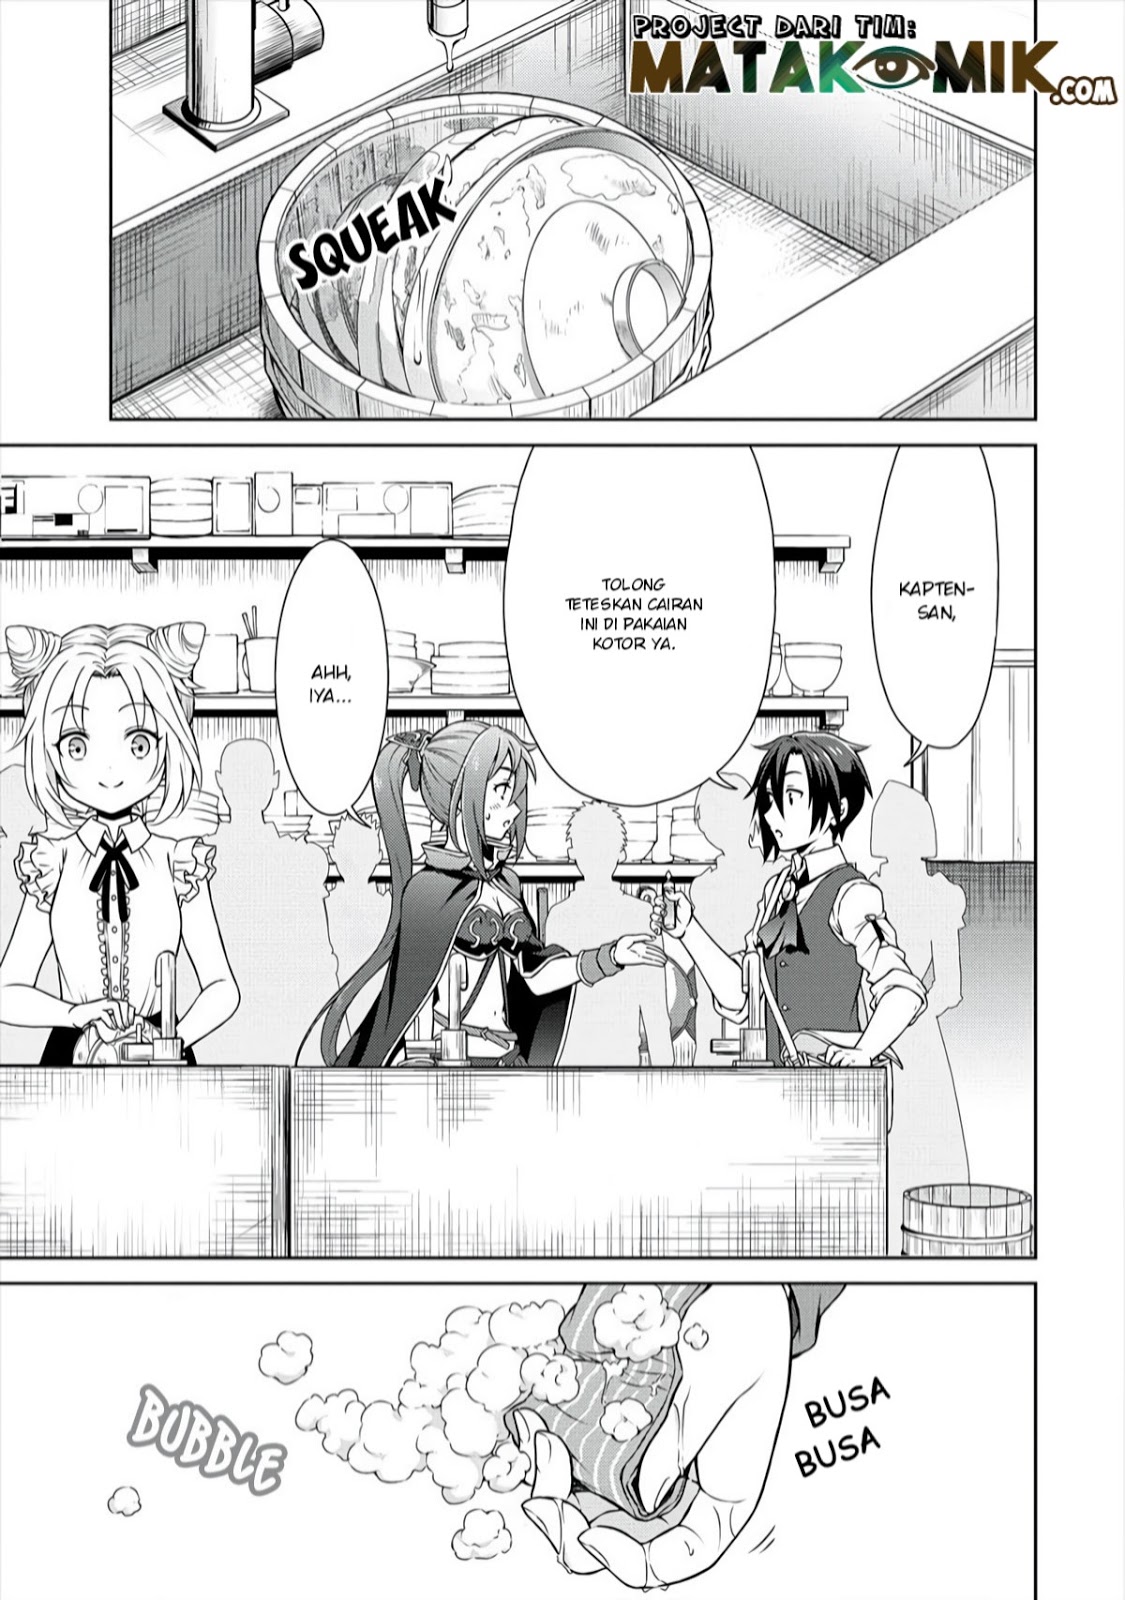 PROJECT DARI TIM:
MATAKOMIK
.COM
SQUEAK
KAPTEN-
SAN,
TOLONG
TETESKAN CAIRAN
INI DI PAKAIAN
KOTOR YA.
AHH,
IYA...
BUBBLE
BUSA
BUSA